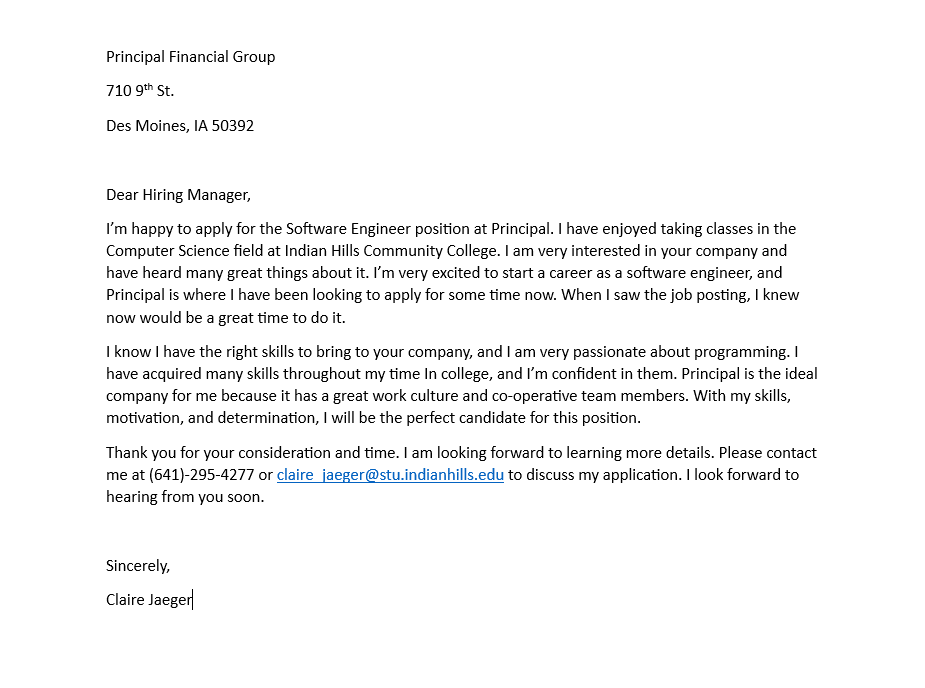 Principal Financial Group
710 9th St.
Des Moines, IA 50392
Dear Hiring Manager,
I’m happy to apply for the Software Engineer position at Principal. I have enjoyed taking classes in the
Computer Science field at Indian Hills Community College. I am very interested in your company and
have heard many great things about it. I’m very excited to start a career as a software engineer, and
Principal is where I have been looking to apply for some time now. When I saw the job posting, I knew
now would be a great time to do it.
I know I have the right skills to bring to your company, and I am very passionate about programming. I
have acquired many skills throughout my time In college, and I’m confident in them. Principal is the ideal
company for me because it has a great work culture and co-operative team members. With my skills,
motivation, and determination, I will be the perfect candidate for this position.
Thank you for your consideration and time. I am looking forward to learning more details. Please contact
me at (641)-295-4277 or claire_jaeger@stu.indianhills.edu to discuss my application. I look forward to
hearing from you soon.
Sincerely,
Claire Jaeger